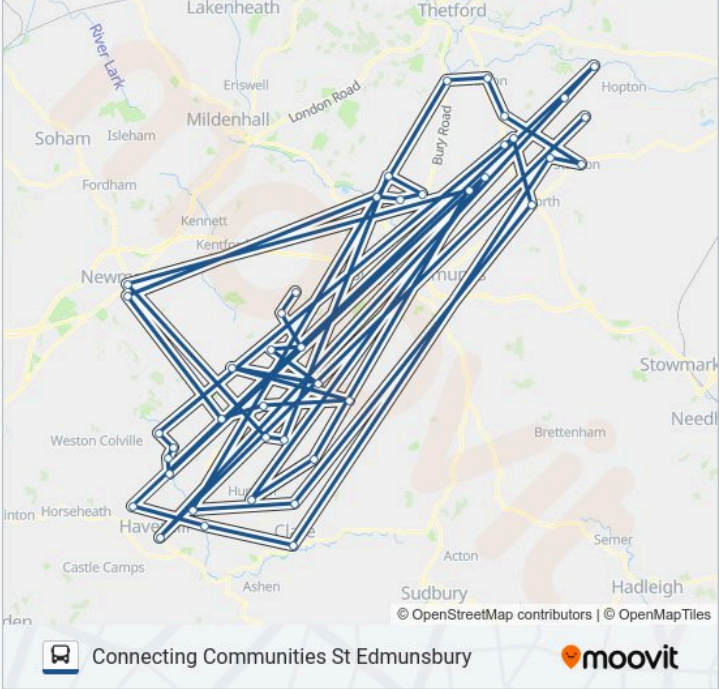 Lakenheath
Thetford
River Lark
Eriswell
London Road
Hopton
Mildenhall
Bury Road
Soham
Isleham
Fordham
Kennett
Stowmark
Needl
Weston Colville
Brettenham
Horseheath
Semer
Castle Camps
Acton
Ashen
Sudbury
Hadleigh
© OpenStreetMap contributors | © OpenMapTiles
Connecting Communities St Edmunsbury
moovit